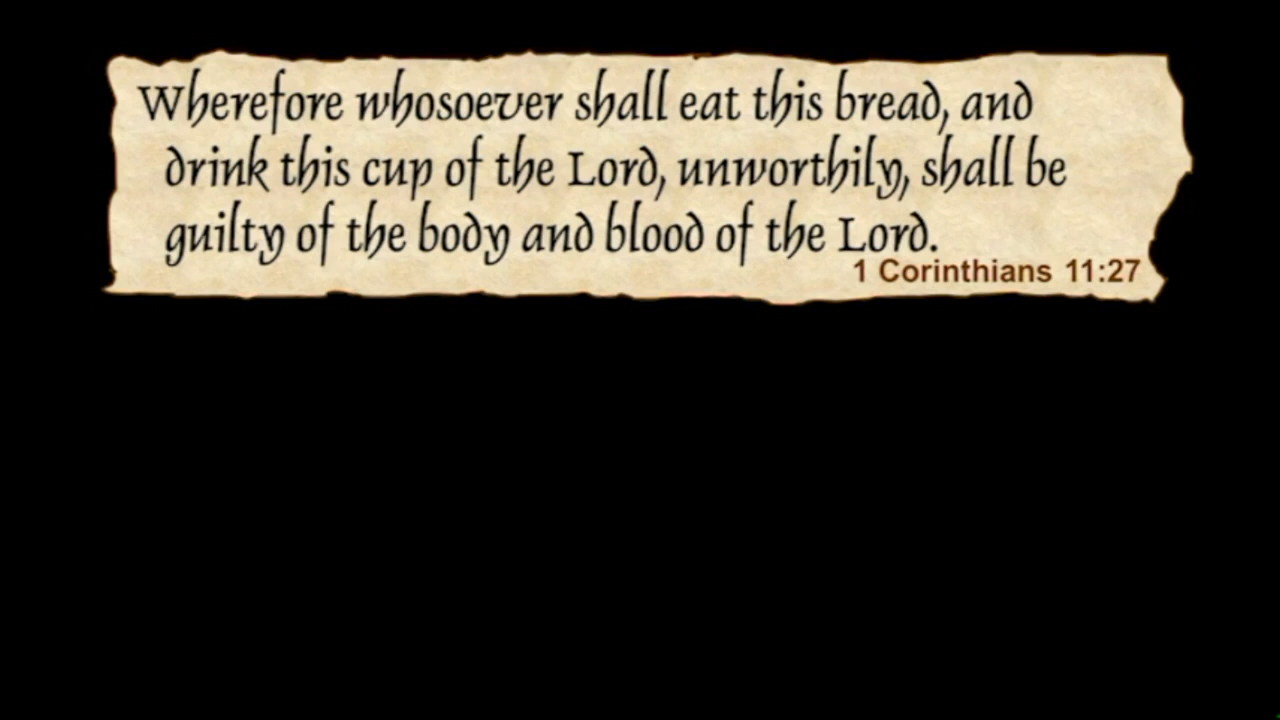 Wherefore whosoever shall eat this bread, and
drink this cup of the Lord, unworthily, shall be
guilty of the body and blood of the Lord.
1 Corinthians 11:27